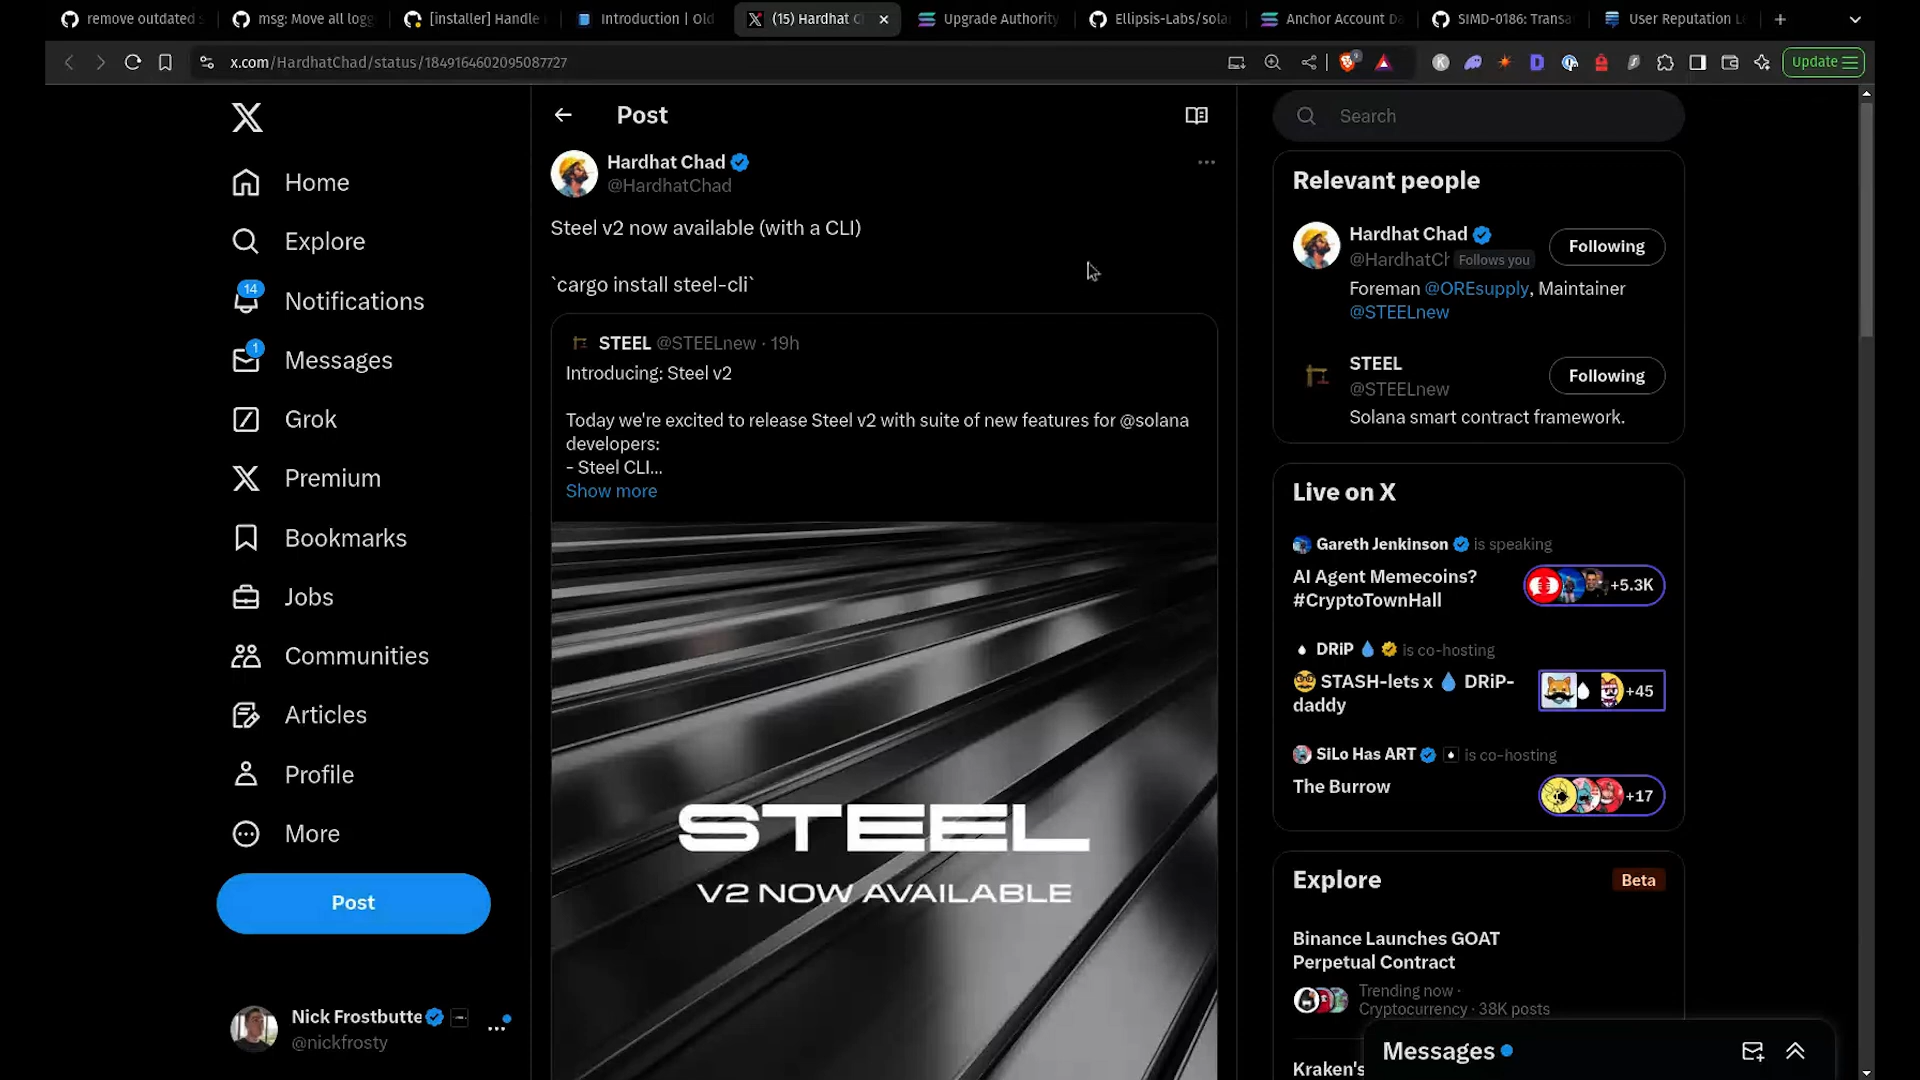 remove outdated s
msg: Move all logg
[installer] Handle
Introduction | Old
(15) Hardhat C
Upgrade Authority
Ellipsis-Labs/sola
Anchor Account Da
SIMD-0186: Transa
User Reputation Le
x.com/HardhatChad/status/1849164602095087727
Update
Home
Explore
Notifications
14
Messages
1
Grok
Premium
Bookmarks
Jobs
Communities
Articles
Profile
More
Post
Nick Frostbutte
@nickfrosty
Post
Hardhat Chad
@HardhatChad
Steel v2 now available (with a CLI)
`cargo install steel-cli`
STEEL @STEELnew · 19h
Introducing: Steel v2
Today we're excited to release Steel v2 with suite of new features for @solana
developers:
- Steel CLI...
Show more
STEEL
V2 NOW AVAILABLE
Search
Relevant people
Hardhat Chad
@HardhatCh Follows you
Following
Foreman @OREsupply, Maintainer
@STEELnew
STEEL
@STEELnew
Following
Solana smart contract framework.
Live on X
Gareth Jenkinson is speaking
AI Agent Memecoins?
#CryptoTownHall
+5.3K
DRiP 💧 is co-hosting
🥸 STASH-lets x 💧 DRiP-
daddy
+45
SiLo Has ART is co-hosting
The Burrow
+17
Explore
Beta
Binance Launches GOAT
Perpetual Contract
Trending now ·
Cryptocurrency · 38K posts
Kraken's
Messages